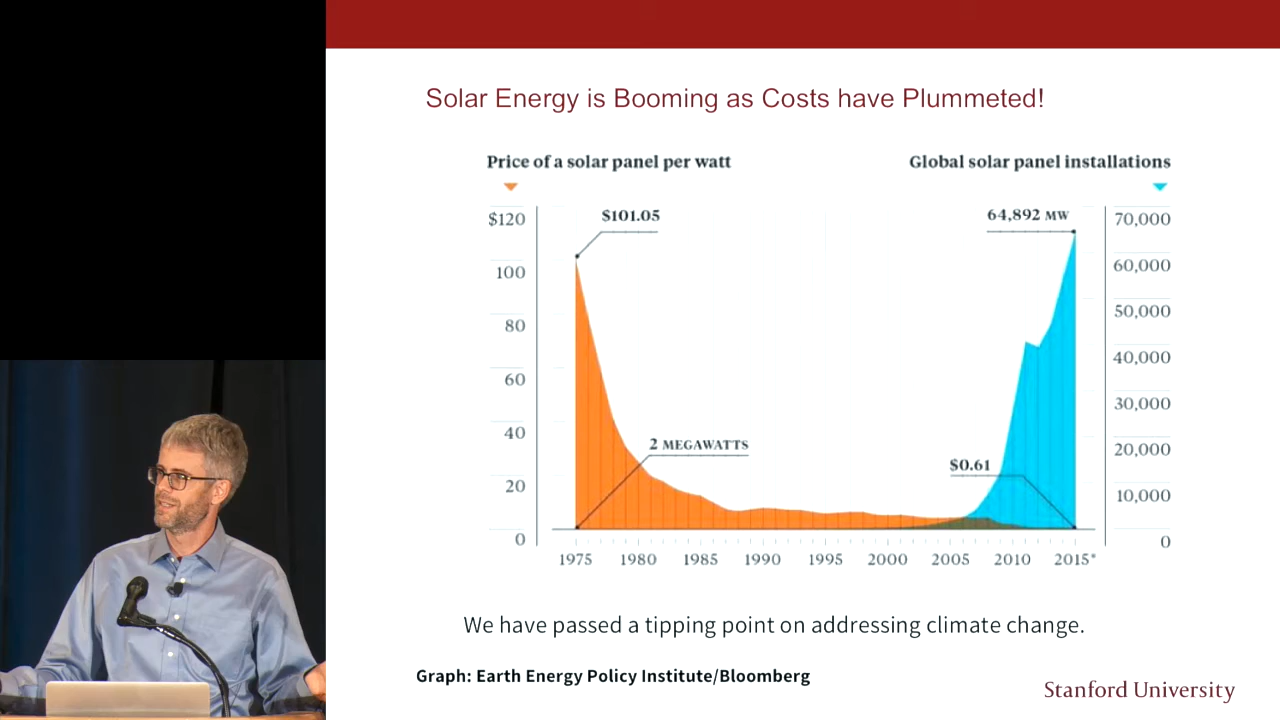 Solar Energy is Booming as Costs have Plummeted!
Price of a solar panel per watt
Global solar panel installations
$120
100
80
60
40
20
0
$101.05
2 MEGAWATTS
64,892 MW
$0.61
70,000
60,000
50,000
40,000
30,000
20,000
10,000
0
1975 1980 1985 1990 1995 2000 2005 2010 2015*
We have passed a tipping point on addressing climate change.
Graph: Earth Energy Policy Institute/Bloomberg
Stanford University